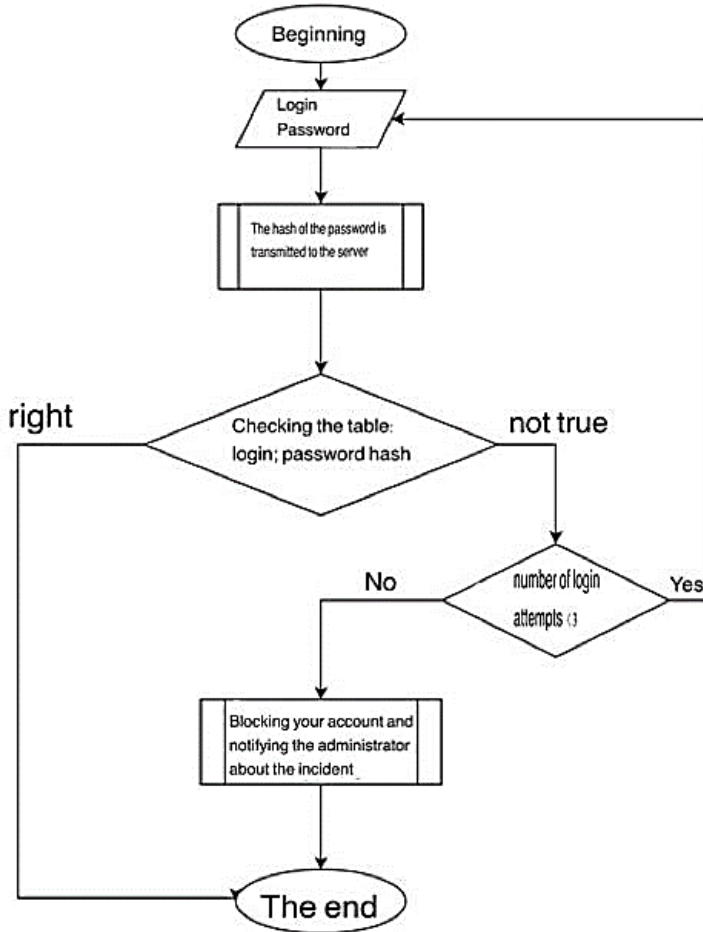 Beginning
Login
Password
The hash of the password is
transmitted to the server
right
Checking the table:
login; password hash
not true
No
number of login
attempts <3
Yes
Blocking your account and
notifying the administrator
about the incident
The end